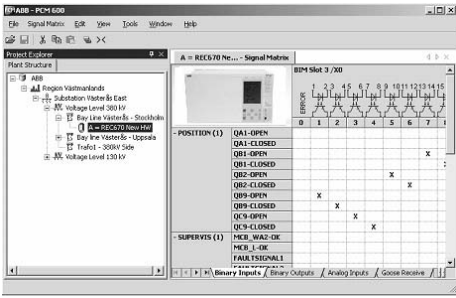 ABB - PCM 600
File Signal Matrix Edit View Tools Window Help
Project Explorer
Plant Structure
ABB
Region Västmanlands
Substation Västerås East
Voltage Level 380 kV
Bay Line Västerås - Stockholm
A = REC670 New HW
Bay line Västerås - Uppsala
Trafo1 - 380kV Side
Voltage Level 130 kV
A = REC670 Ne... - Signal Matrix
BIM Slot 3 /X0
ERROR
1 2 3 4 5 6 7 8 9 10 11 12 13 14 15
0 1 2 3 4 5 6 7
- POSITION (1) QA1-OPEN
QA1-CLOSED
QB1-OPEN X
QB1-CLOSED
QB2-OPEN X
QB2-CLOSED X
QB9-OPEN X
QB9-CLOSED X
QC9-OPEN X
QC9-CLOSED X
- SUPERVIS (1) MCB_WA2-OK
MCB_L-OK
FAULTSIGNAL1
Binary Inputs / Binary Outputs / Analog Inputs / Goose Receive /